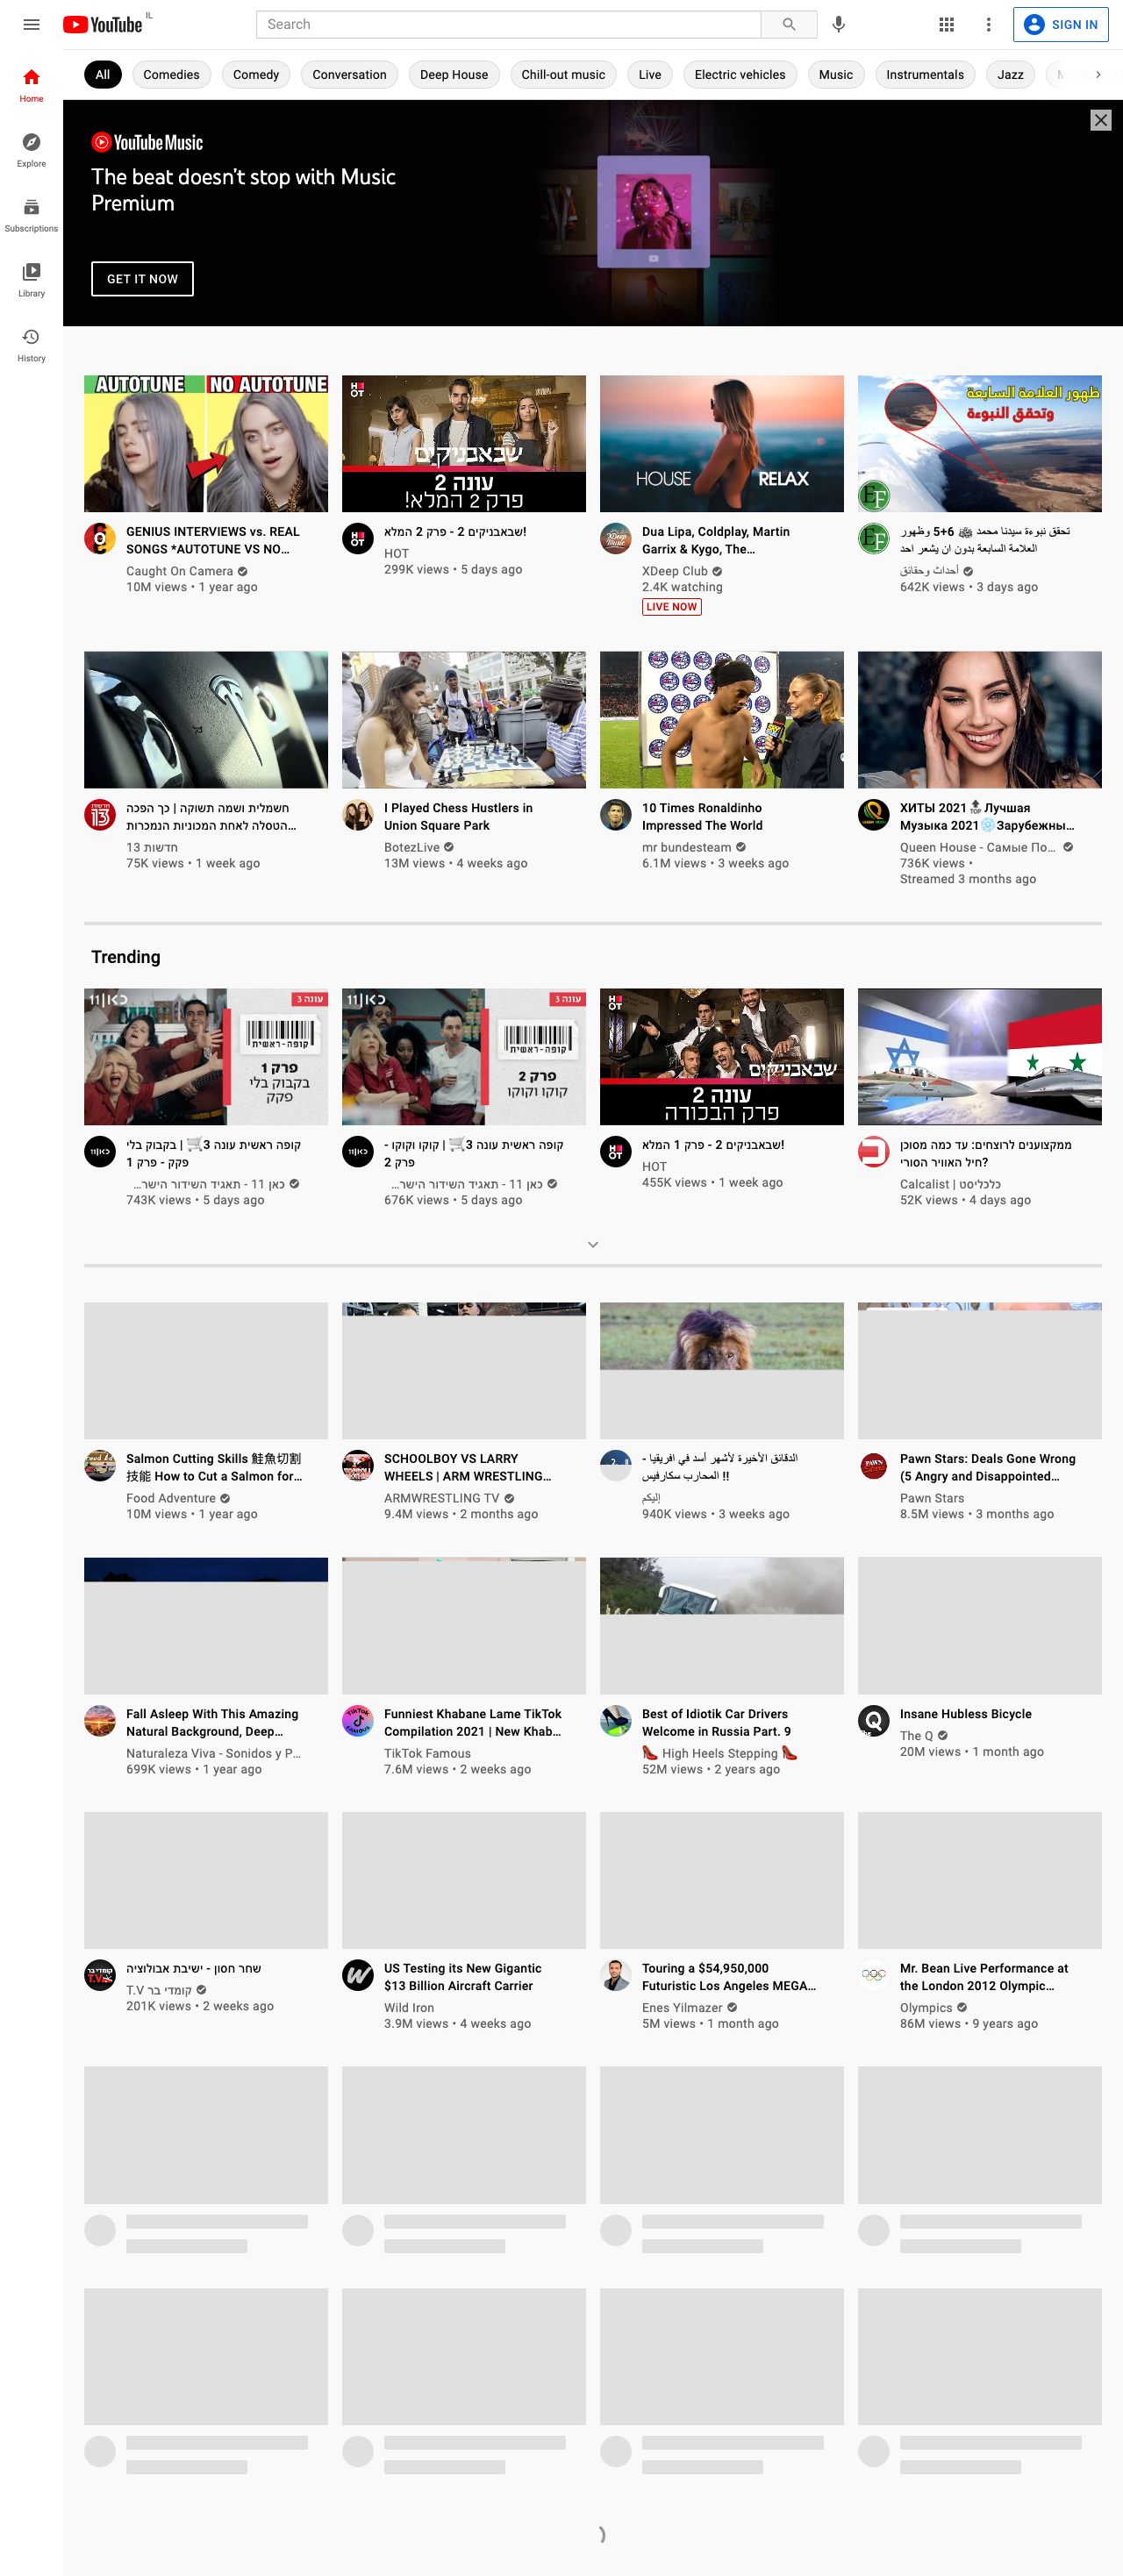 YouTube IL
Search
SIGN IN
All
Comedies
Comedy
Conversation
Deep House
Chill-out music
Live
Electric vehicles
Music
Instrumentals
Jazz
Home
Explore
Subscriptions
Library
History
YouTube Music
The beat doesn't stop with Music
Premium
GET IT NOW
AUTOTUNE
NO AUTOTUNE
GENIUS INTERVIEWS vs. REAL
SONGS *AUTOTUNE VS NO...
Caught On Camera
10M views • 1 year ago
HOT
שבאבניקים
עונה 2
פרק 2 המלא!
שבאבניקים 2 - פרק 2 המלא!
HOT
299K views • 5 days ago
HOUSE
RELAX
Dua Lipa, Coldplay, Martin
Garrix & Kygo, The...
XDeep Club
2.4K watching
LIVE NOW
ظهور العلامة السابعة
وتحقق النبوءة
EF
تحقق نبوءة سيدنا محمد ﷺ 6+5 وظهور
العلامة السابعة بدون ان يشعر احد
أحداث وحقائق
642K views • 3 days ago
חשמלית ושמה תשוקה | כך הפכה
הטסלה לאחת המכוניות הנמכרות...
חדשות 13
75K views • 1 week ago
I Played Chess Hustlers in
Union Square Park
BotezLive
13M views • 4 weeks ago
10 Times Ronaldinho
Impressed The World
mr bundesteam
6.1M views • 3 weeks ago
ХИТЫ 2021🔝Лучшая
Музыка 2021❄️Зарубежны...
Queen House - Самые По...
736K views •
Streamed 3 months ago
Trending
כאן|11
עונה 3
קופה-ראשית
פרק 1
בקבוק בלי
פקק
קופה ראשית עונה 3🛒 | בקבוק בלי
פקק - פרק 1
כאן 11 - תאגיד השידור הישר...
743K views • 5 days ago
כאן|11
עונה 3
קופה-ראשית
פרק 2
קוקו וקוקו
קופה ראשית עונה 3🛒 | קוקו וקוקו -
פרק 2
כאן 11 - תאגיד השידור הישר...
676K views • 5 days ago
HOT
שבאבניקים
עונה 2
פרק הבכורה
שבאבניקים 2 - פרק 1 המלא!
HOT
455K views • 1 week ago
ממקצוענים לרוצחים: עד כמה מסוכן
חיל האוויר הסורי?
Calcalist | כלכליסט
52K views • 4 days ago
Salmon Cutting Skills 鮭魚切割
技能 How to Cut a Salmon for...
Food Adventure
10M views • 1 year ago
SCHOOLBOY VS LARRY
WHEELS | ARM WRESTLING...
ARMWRESTLING TV
9.4M views • 2 months ago
الدقائق الأخيرة لأشهر أسد في افريقيا -
المحارب سكارفيس !!
إليكم
940K views • 3 weeks ago
Pawn Stars: Deals Gone Wrong
(5 Angry and Disappointed...
Pawn Stars
8.5M views • 3 months ago
Fall Asleep With This Amazing
Natural Background, Deep...
Naturaleza Viva - Sonidos y P...
699K views • 1 year ago
Funniest Khabane Lame TikTok
Compilation 2021 | New Khab...
TikTok Famous
7.6M views • 2 weeks ago
Best of Idiotik Car Drivers
Welcome in Russia Part. 9
👠 High Heels Stepping 👠
52M views • 2 years ago
Insane Hubless Bicycle
The Q
20M views • 1 month ago
שחר חסון - ישיבת אבולוציה
קומדי בר T.V
201K views • 2 weeks ago
US Testing its New Gigantic
$13 Billion Aircraft Carrier
Wild Iron
3.9M views • 4 weeks ago
Touring a $54,950,000
Futuristic Los Angeles MEGA...
Enes Yilmazer
5M views • 1 month ago
Mr. Bean Live Performance at
the London 2012 Olympic...
Olympics
86M views • 9 years ago